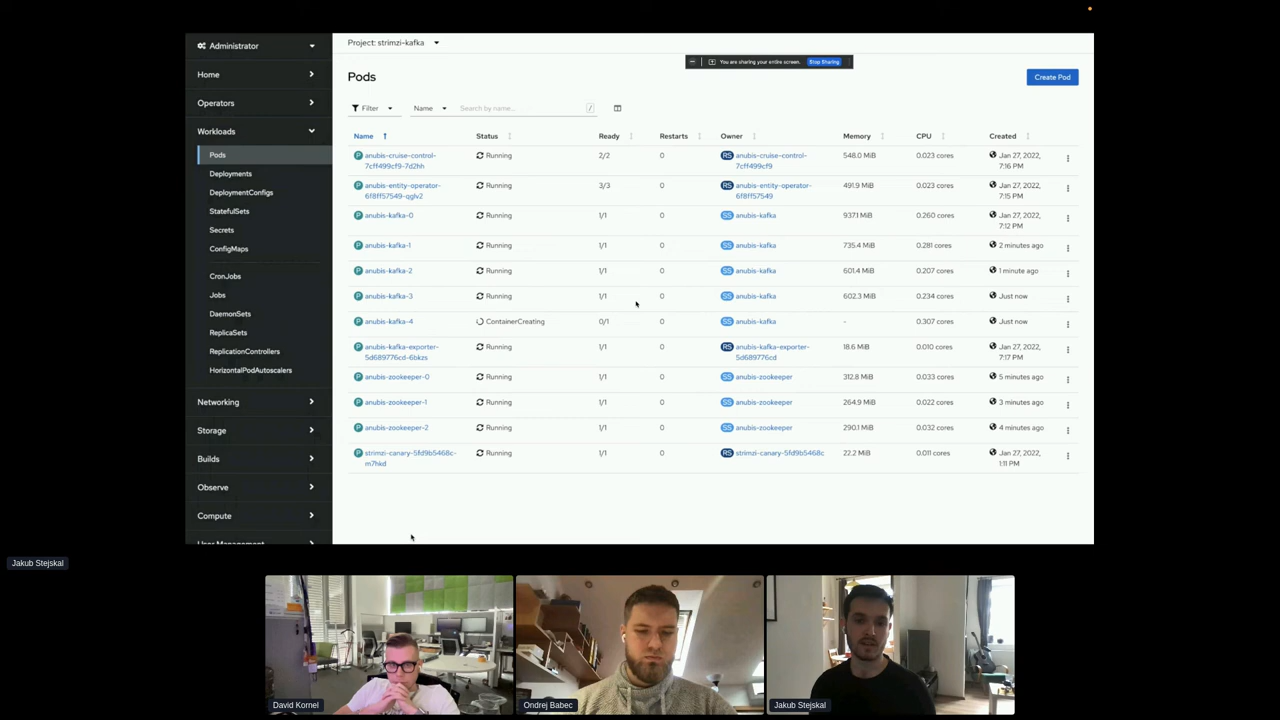 Administrator
Project: strimzi-kafka
You are sharing your entire screen. Stop Sharing
Home
Pods
Create Pod
Operators
Filter Name Search by name... /
Workloads
Name Status Ready Restarts Owner Memory CPU Created
Pods
P anubis-cruise-control-7cff499cf9-7d2hh Running 2/2 0 RS anubis-cruise-control-7cff499cf9 548.0 MiB 0.023 cores Jan 27, 2022, 7:16 PM
Deployments
P anubis-entity-operator-6f8ff57549-qglv2 Running 3/3 0 RS anubis-entity-operator-6f8ff57549 491.9 MiB 0.023 cores Jan 27, 2022, 7:15 PM
DeploymentConfigs
StatefulSets
P anubis-kafka-0 Running 1/1 0 SS anubis-kafka 937.1 MiB 0.260 cores Jan 27, 2022, 7:12 PM
Secrets
ConfigMaps
P anubis-kafka-1 Running 1/1 0 SS anubis-kafka 735.4 MiB 0.281 cores 2 minutes ago
CronJobs
P anubis-kafka-2 Running 1/1 0 SS anubis-kafka 601.4 MiB 0.207 cores 1 minute ago
Jobs
P anubis-kafka-3 Running 1/1 0 SS anubis-kafka 602.3 MiB 0.234 cores Just now
DaemonSets
P anubis-kafka-4 ContainerCreating 0/1 0 SS anubis-kafka - 0.307 cores Just now
ReplicaSets
ReplicationControllers
P anubis-kafka-exporter-5d689776cd-6bkzs Running 1/1 0 RS anubis-kafka-exporter-5d689776cd 18.6 MiB 0.010 cores Jan 27, 2022, 7:17 PM
HorizontalPodAutoscalers
P anubis-zookeeper-0 Running 1/1 0 SS anubis-zookeeper 312.8 MiB 0.033 cores 5 minutes ago
Networking
P anubis-zookeeper-1 Running 1/1 0 SS anubis-zookeeper 264.9 MiB 0.022 cores 3 minutes ago
Storage
P anubis-zookeeper-2 Running 1/1 0 SS anubis-zookeeper 290.1 MiB 0.032 cores 4 minutes ago
Builds
P strimzi-canary-5fd9b5468c-m7hkd Running 1/1 0 RS strimzi-canary-5fd9b5468c 22.2 MiB 0.011 cores Jan 27, 2022, 1:11 PM
Observe
Compute
User Management
Jakub Stejskal
David Kornel
Ondrej Babec
Jakub Stejskal